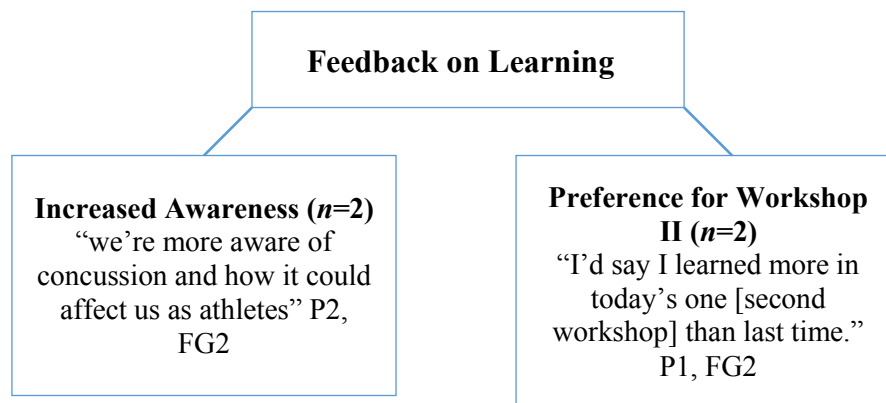 Feedback on Learning
Increased Awareness (n=2)
“we’re more aware of
concussion and how it could
affect us as athletes” P2,
FG2
Preference for Workshop
II (n=2)
“I’d say I learned more in
today’s one [second
workshop] than last time.”
P1, FG2